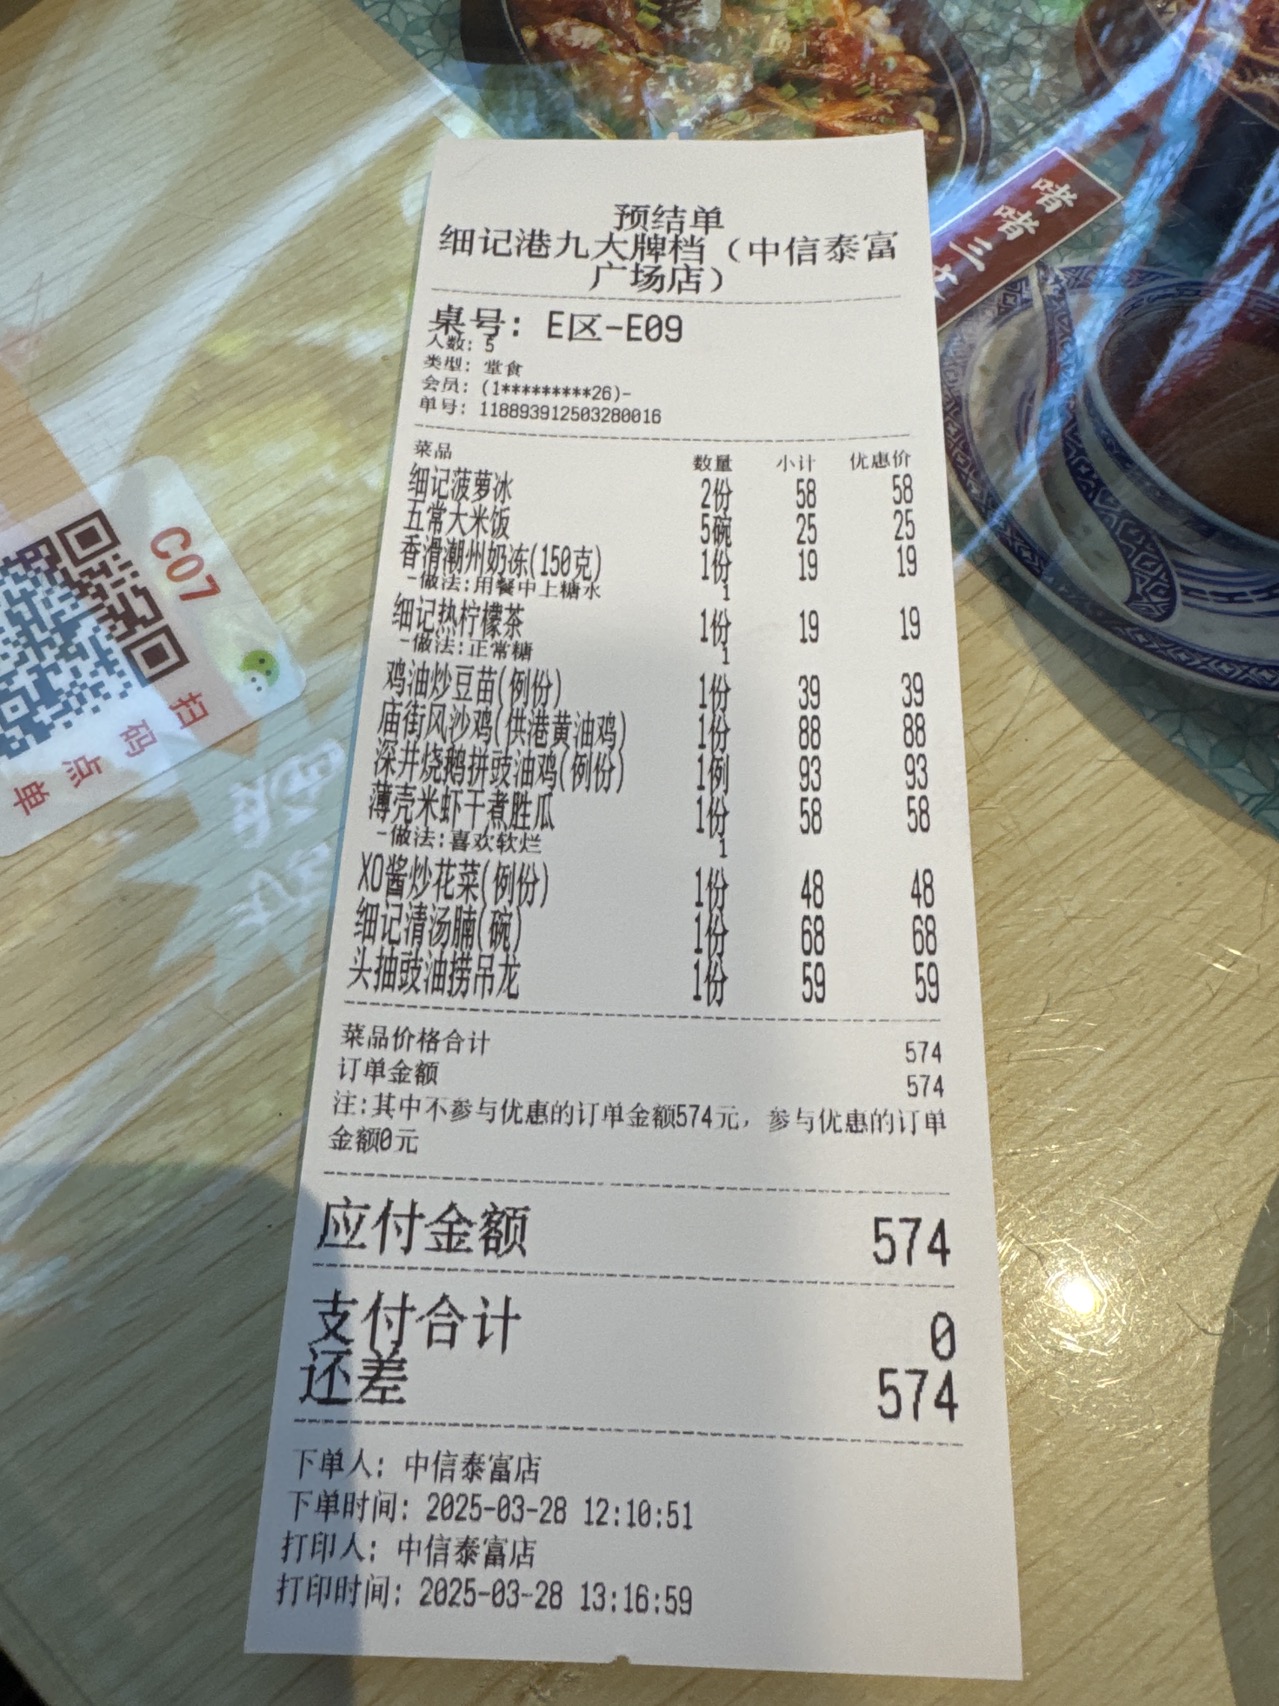 预结单
细记港九大牌档（中信泰富
广场店）
桌号: E区-E09
人数: 5
类型: 堂食
会员: (1*********26)-
单号: 118893912503280016
菜品 数量 小计 优惠价
细记菠萝冰 2份 58 58
五常大米饭 5碗 25 25
香滑潮州奶冻(150克) 1份 19 19
-做法:用餐中上糖水 1
细记热柠檬茶 1份 19 19
-做法:正常糖 1
鸡油炒豆苗(例份) 1份 39 39
庙街风沙鸡(供港黄油鸡) 1份 88 88
深井烧鹅拼豉油鸡(例份) 1例 93 93
薄壳米虾干煮胜瓜 1份 58 58
-做法:喜欢软烂 1
XO酱炒花菜(例份) 1份 48 48
细记清汤腩(碗) 1份 68 68
头抽豉油捞吊龙 1份 59 59
菜品价格合计 574
订单金额 574
注:其中不参与优惠的订单金额574元, 参与优惠的订单
金额0元
应付金额 574
支付合计 0
还差 574
下单人: 中信泰富店
下单时间: 2025-03-28 12:10:51
打印人: 中信泰富店
打印时间: 2025-03-28 13:16:59
C07
扫码点单
啫啫三